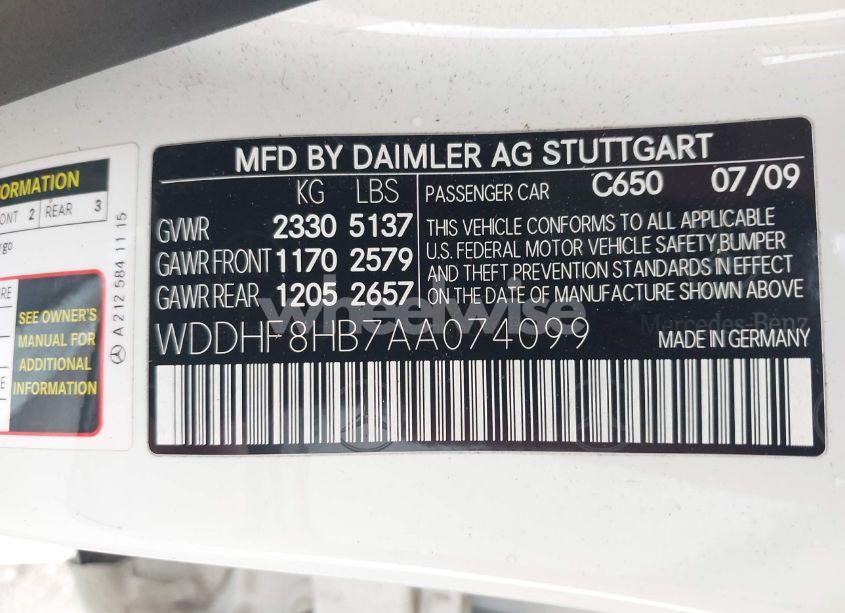 FORMATION
ONT 2 REAR 3
rgo
SEE OWNER'S
MANUAL FOR
ADDITIONAL
INFORMATION
A 212 584 11 15
MFD BY DAIMLER AG STUTTGART
KG LBS
GVWR 2330 5137
GAWR FRONT 1170 2579
GAWR REAR 1205 2657
PASSENGER CAR C650 07/09
THIS VEHICLE CONFORMS TO ALL APPLICABLE
U.S. FEDERAL MOTOR VEHICLE SAFETY,BUMPER
AND THEFT PREVENTION STANDARDS IN EFFECT
ON THE DATE OF MANUFACTURE SHOWN ABOVE
wheelwise
Mercedes-Benz
WDDHF8HB7AA074099 MADE IN GERMANY